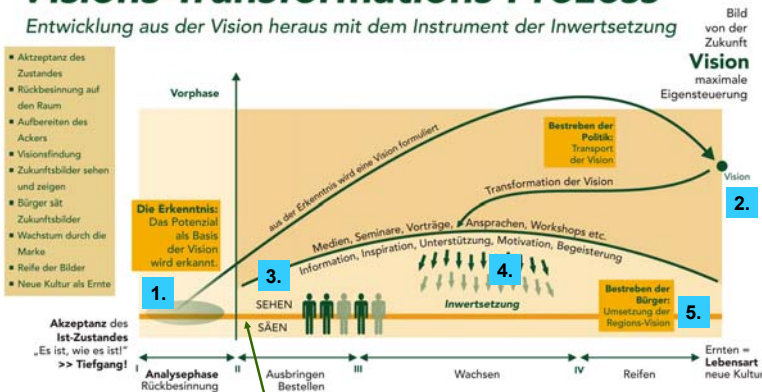 Visions-Transformations-Prozess
Entwicklung aus der Vision heraus mit dem Instrument der Inwertsetzung
Bild
von der
Zukunft
Vision
maximale
Eigensteuerung
▪ Aktzeptanz des
Zustandes
▪ Rückbesinnung auf
den Raum
▪ Aufbereiten des
Ackers
▪ Visionsfindung
▪ Zukunftsbilder sehen
und zeigen
▪ Bürger sät
Zukunftsbilder
▪ Wachstum durch die
Marke
▪ Reife der Bilder
▪ Neue Kultur als Ernte
Vorphase
aus der Erkenntnis wird eine Vision formuliert
Bestreben der
Politik:
Transport
der Vision
Vision
2.
Transformation der Vision
Die Erkenntnis:
Das Potenzial
als Basis
der Vision
wird erkannt.
Medien, Seminare, Vorträge, Ansprachen, Workshops etc.
Information, Inspiration, Unterstützung, Motivation, Begeisterung
1.
3.
4.
SEHEN
SÄEN
Inwertsetzung
Bestreben der
Bürger:
Umsetzung der
Regions-Vision
5.
Akzeptanz des
Ist-Zustandes
„Es ist, wie es ist!"
>> Tiefgang!
I
II
III
IV
Analysephase
Rückbesinnung
Ausbringen
Bestellen
Wachsen
Reifen
Ernten =
Lebensart
neue Kultur